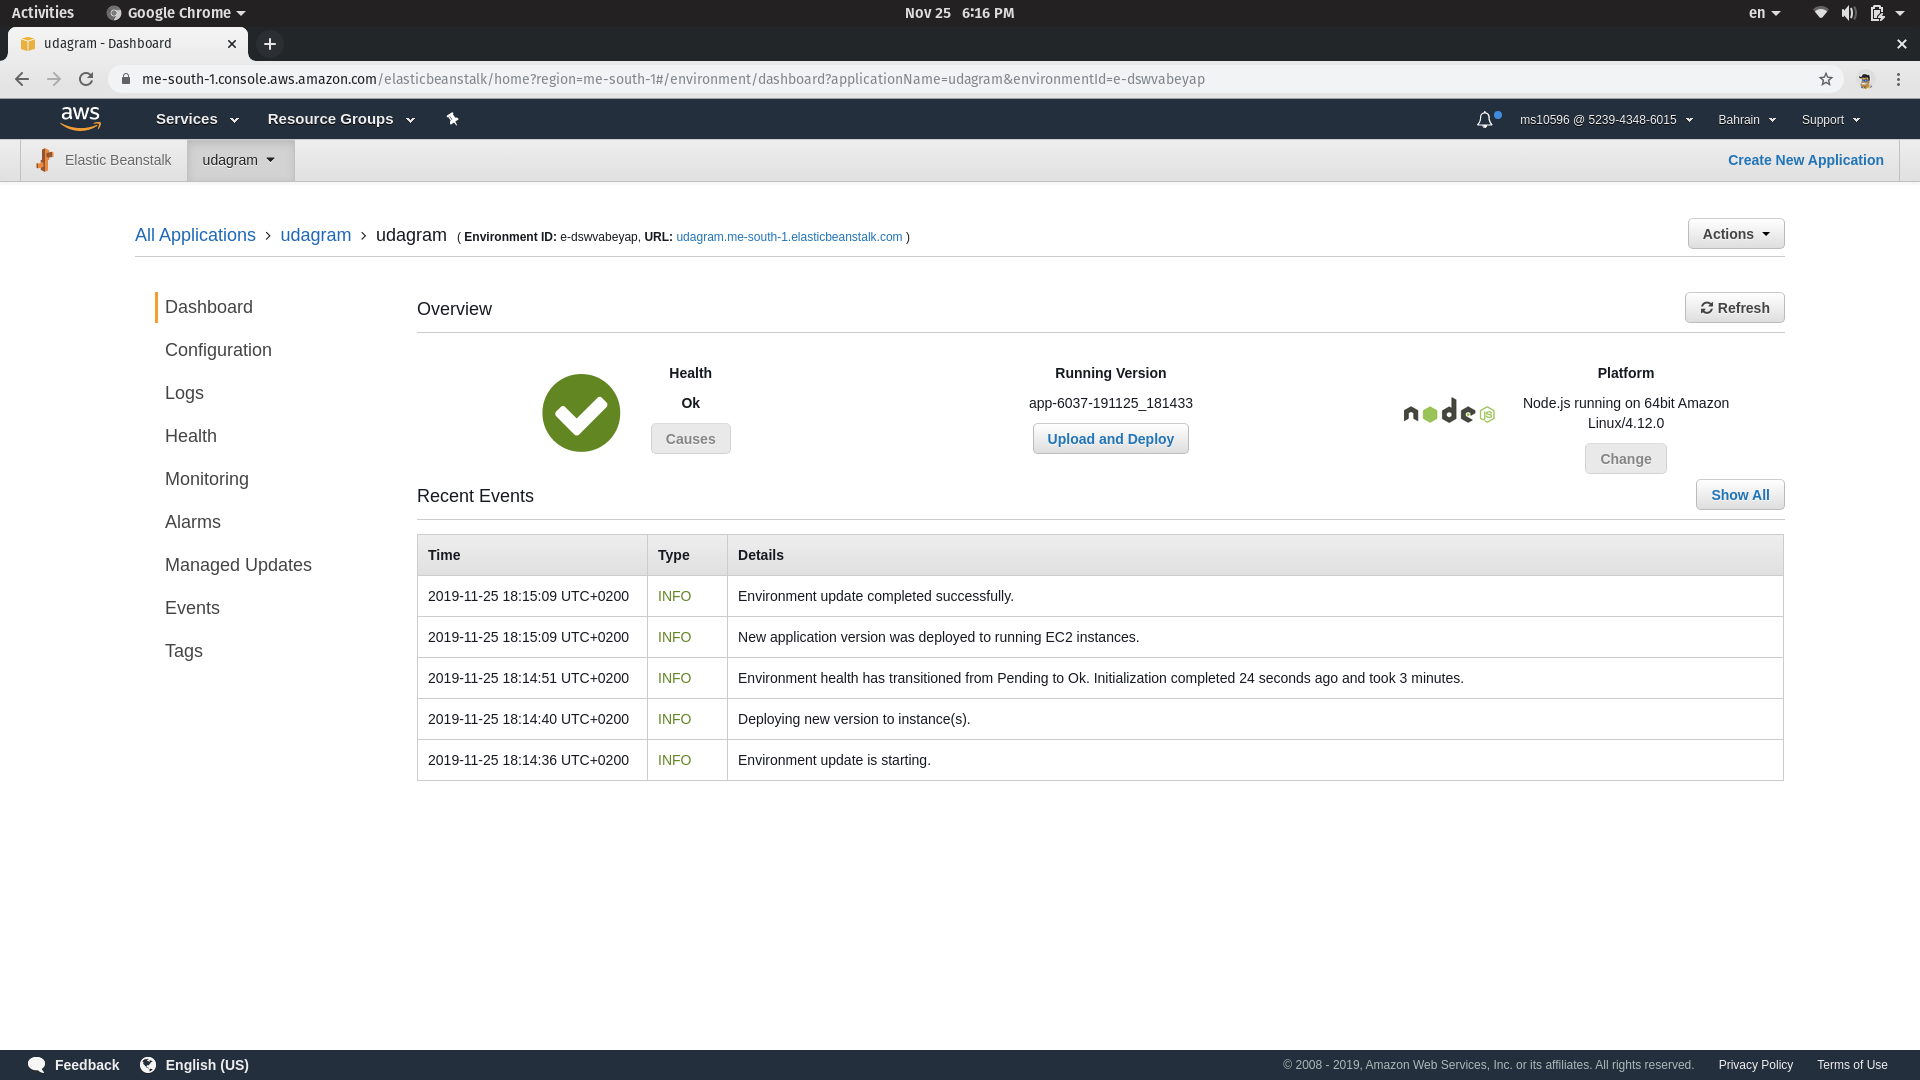 Activities Google Chrome Nov 25 6:16 PM en
udagram - Dashboard
me-south-1.console.aws.amazon.com/elasticbeanstalk/home?region=me-south-1#/environment/dashboard?applicationName=udagram&environmentId=e-dswvabeyap
aws Services Resource Groups ms10596 @ 5239-4348-6015 Bahrain Support
Elastic Beanstalk udagram Create New Application
All Applications › udagram › udagram ( Environment ID: e-dswvabeyap, URL: udagram.me-south-1.elasticbeanstalk.com ) Actions
Dashboard
Configuration
Logs
Health
Monitoring
Alarms
Managed Updates
Events
Tags
Overview Refresh
Health
Ok
Causes
Running Version
app-6037-191125_181433
Upload and Deploy
node JS
Platform
Node.js running on 64bit Amazon
Linux/4.12.0
Change
Recent Events Show All
Time Type Details
2019-11-25 18:15:09 UTC+0200 INFO Environment update completed successfully.
2019-11-25 18:15:09 UTC+0200 INFO New application version was deployed to running EC2 instances.
2019-11-25 18:14:51 UTC+0200 INFO Environment health has transitioned from Pending to Ok. Initialization completed 24 seconds ago and took 3 minutes.
2019-11-25 18:14:40 UTC+0200 INFO Deploying new version to instance(s).
2019-11-25 18:14:36 UTC+0200 INFO Environment update is starting.
Feedback English (US) © 2008 - 2019, Amazon Web Services, Inc. or its affiliates. All rights reserved. Privacy Policy Terms of Use